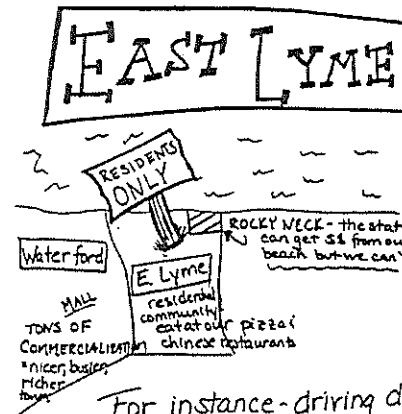 EAST LYME
RESIDENTS
ONLY
ROCKY NECK - the stat
can get $$ from ou
beach but we can'
Waterford
E. Lyme
residential
community
eat at our pizza &
chinese restaurants
MALL
TONS OF
COMMERCIALIZATION
*nicer, busier,
richer
town
For instance - driving d